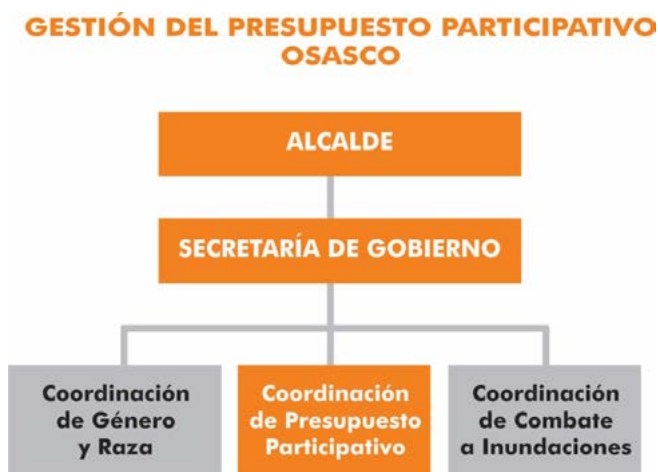 GESTIÓN DEL PRESUPUESTO PARTICIPATIVO
OSASCO
ALCALDE
SECRETARÍA DE GOBIERNO
Coordinación
de Género
y Raza
Coordinación
de Presupuesto
Participativo
Coordinación
de Combate
a Inundaciones